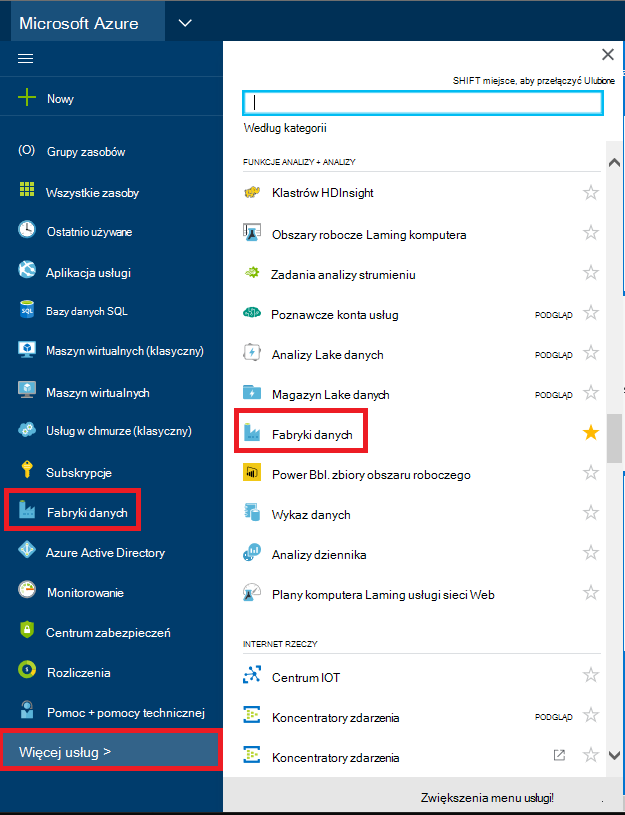 Microsoft Azure
SHIFT miejsce, aby przełączyć Ulubione
Nowy
Według kategorii
Grupy zasobów
Wszystkie zasoby
Ostatnio używane
Aplikacja usługi
Bazy danych SQL
Maszyn wirtualnych (klasyczny)
Maszyn wirtualnych
Usług w chmurze (klasyczny)
Subskrypcje
Fabryki danych
Azure Active Directory
Monitorowanie
Centrum zabezpieczeń
Rozliczenia
Pomoc + pomocy technicznej
Więcej usług >
FUNKCJE ANALIZY + ANALIZY
Klastrów HDInsight
Obszary robocze Laming komputera
Zadania analizy strumieniu
Poznawcze konta usług PODGLĄD
Analizy Lake danych PODGLĄD
Magazyn Lake danych PODGLĄD
Fabryki danych
Power Bbl. zbiory obszaru roboczego
Wykaz danych
Analizy dziennika
Plany komputera Laming usługi sieci Web
INTERNET RZECZY
Centrum IOT
Koncentratory zdarzenia PODGLĄD
Koncentratory zdarzenia
Zwiększenia menu usługi! .